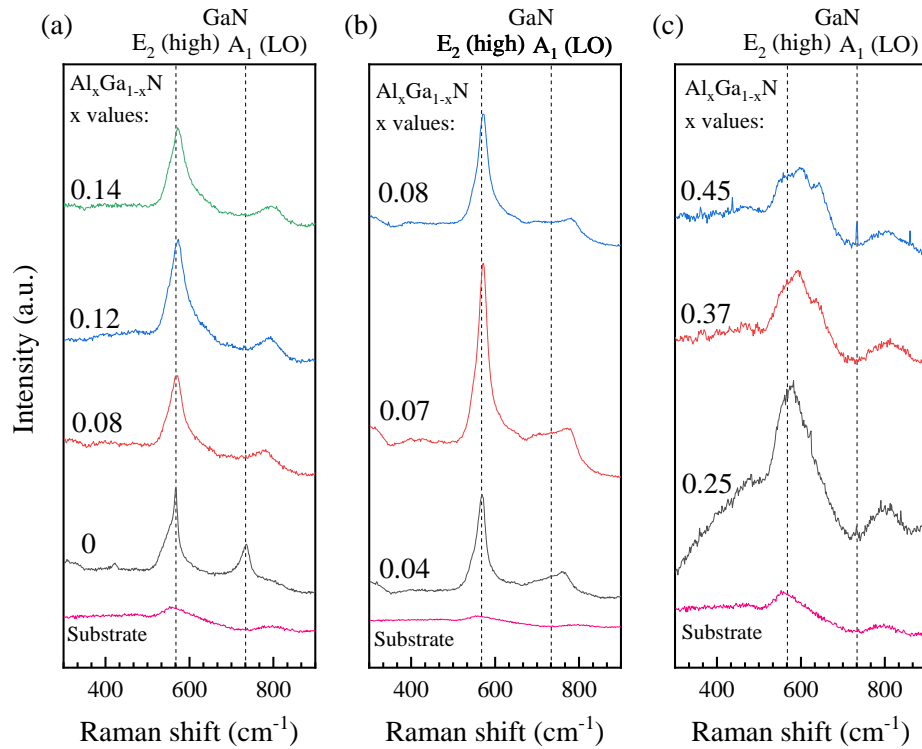 (a)
GaN
E₂ (high) A₁ (LO)
AlₓGa₁₋ₓN
x values:
0.14
0.12
0.08
0
Substrate
400 600 800
Raman shift (cm⁻¹)
Intensity (a.u.)
(b)
GaN
E₂ (high) A₁ (LO)
AlₓGa₁₋ₓN
x values:
0.08
0.07
0.04
400 600 800
Raman shift (cm⁻¹)
(c)
GaN
E₂ (high) A₁ (LO)
AlₓGa₁₋ₓN
x values:
0.45
0.37
0.25
Substrate
400 600 800
Raman shift (cm⁻¹)